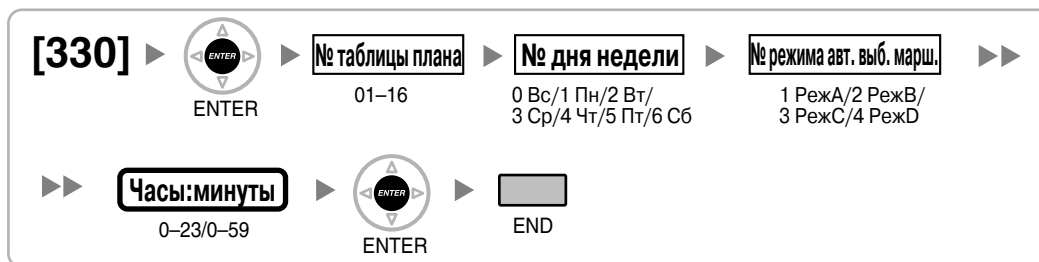 [330] ENTER № таблицы плана № дня недели № режима авт. выб. марш.
ENTER 01–16 0 Вс/1 Пн/2 Вт/ 1 РежA/2 РежB/
3 Ср/4 Чт/5 Пт/6 Сб 3 РежC/4 РежD
Часы:минуты ENTER
0–23/0–59 ENTER END